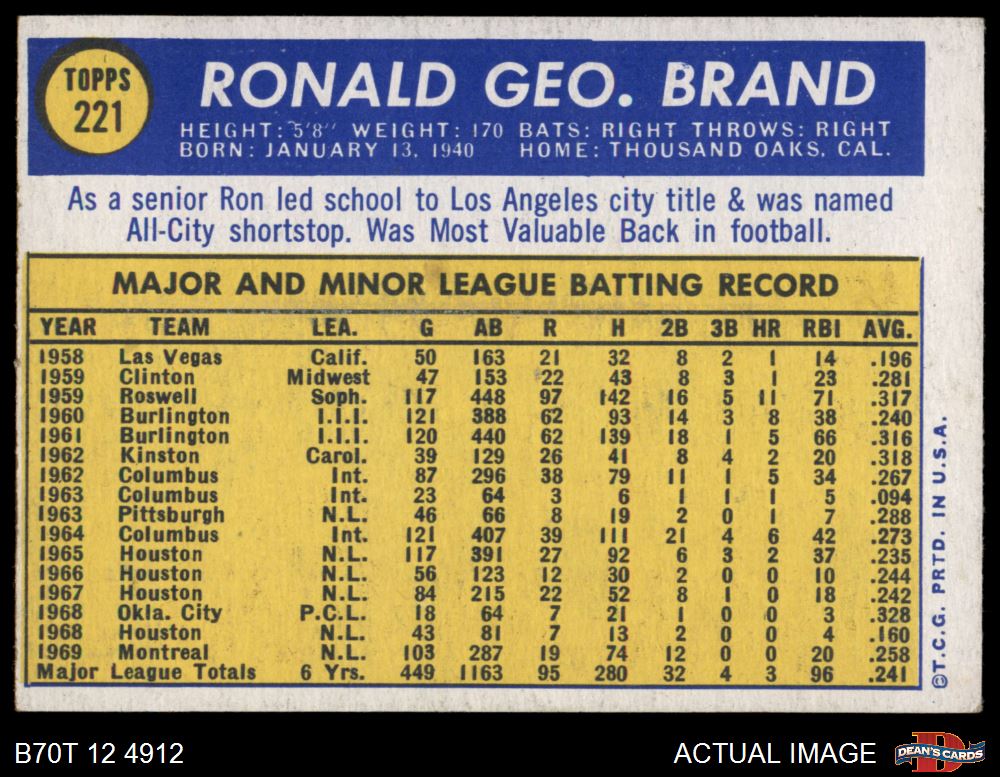 TOPPS
221
RONALD GEO. BRAND
HEIGHT: 5'8" WEIGHT: 170 BATS: RIGHT THROWS: RIGHT
BORN: JANUARY 13, 1940 HOME: THOUSAND OAKS, CAL.
As a senior Ron led school to Los Angeles city title & was named
All-City shortstop. Was Most Valuable Back in football.
MAJOR AND MINOR LEAGUE BATTING RECORD
YEAR TEAM LEA. G AB R H 2B 3B HR RBI AVG.
1958 Las Vegas Calif. 50 163 21 32 8 2 1 14 .196
1959 Clinton Midwest 47 153 22 43 8 3 1 23 .281
1959 Roswell Soph. 117 448 97 142 16 5 11 71 .317
1960 Burlington I.I.I. 121 388 62 93 14 3 8 38 .240
1961 Burlington I.I.I. 120 440 62 139 18 1 5 66 .316
1962 Kinston Carol. 39 129 26 41 8 4 2 20 .318
1962 Columbus Int. 87 296 38 79 11 1 5 34 .267
1963 Columbus Int. 23 64 3 6 1 1 1 5 .094
1963 Pittsburgh N.L. 46 66 8 19 2 0 1 7 .288
1964 Columbus Int. 121 407 39 111 21 4 6 42 .273
1965 Houston N.L. 117 391 27 92 6 3 2 37 .235
1966 Houston N.L. 56 123 12 30 2 0 0 10 .244
1967 Houston N.L. 84 215 22 52 8 1 0 18 .242
1968 Okla. City P.C.L. 18 64 7 21 1 0 0 3 .328
1968 Houston N.L. 43 81 7 13 2 0 0 4 .160
1969 Montreal N.L. 103 287 19 74 12 0 0 20 .258
Major League Totals 6 Yrs. 449 1163 95 280 32 4 3 96 .241
©T.C.G. PRTD. IN U.S.A.
B70T 12 4912
ACTUAL IMAGE
DEAN'S CARDS